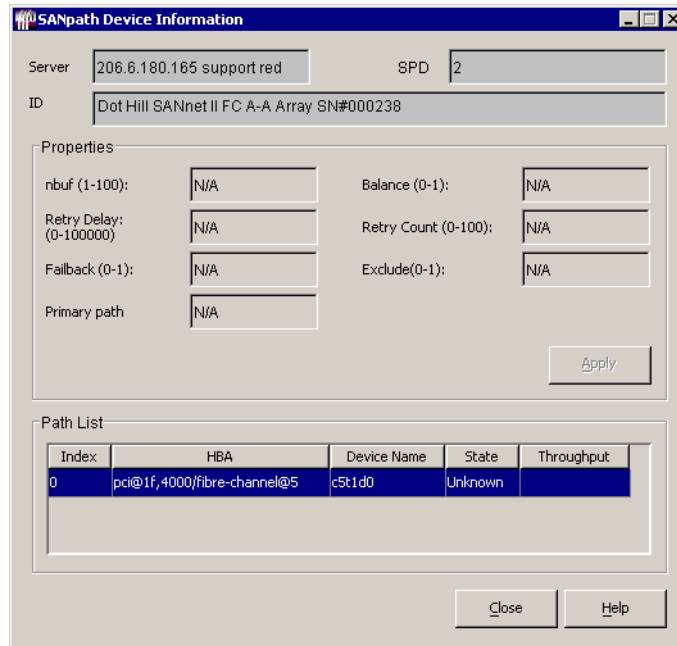 SANpath Device Information
Server 206.6.180.165 support red SPD 2
ID Dot Hill SANnet II FC A-A Array SN#000238
Properties
nbuf (1-100): N/A Balance (0-1): N/A
Retry Delay:
(0-100000) N/A Retry Count (0-100): N/A
Failback (0-1): N/A Exclude(0-1): N/A
Primary path N/A
Apply
Path List
Index HBA Device Name State Throughput
0 pci@1f,4000/fibre-channel@5 c5t1d0 Unknown
Close Help